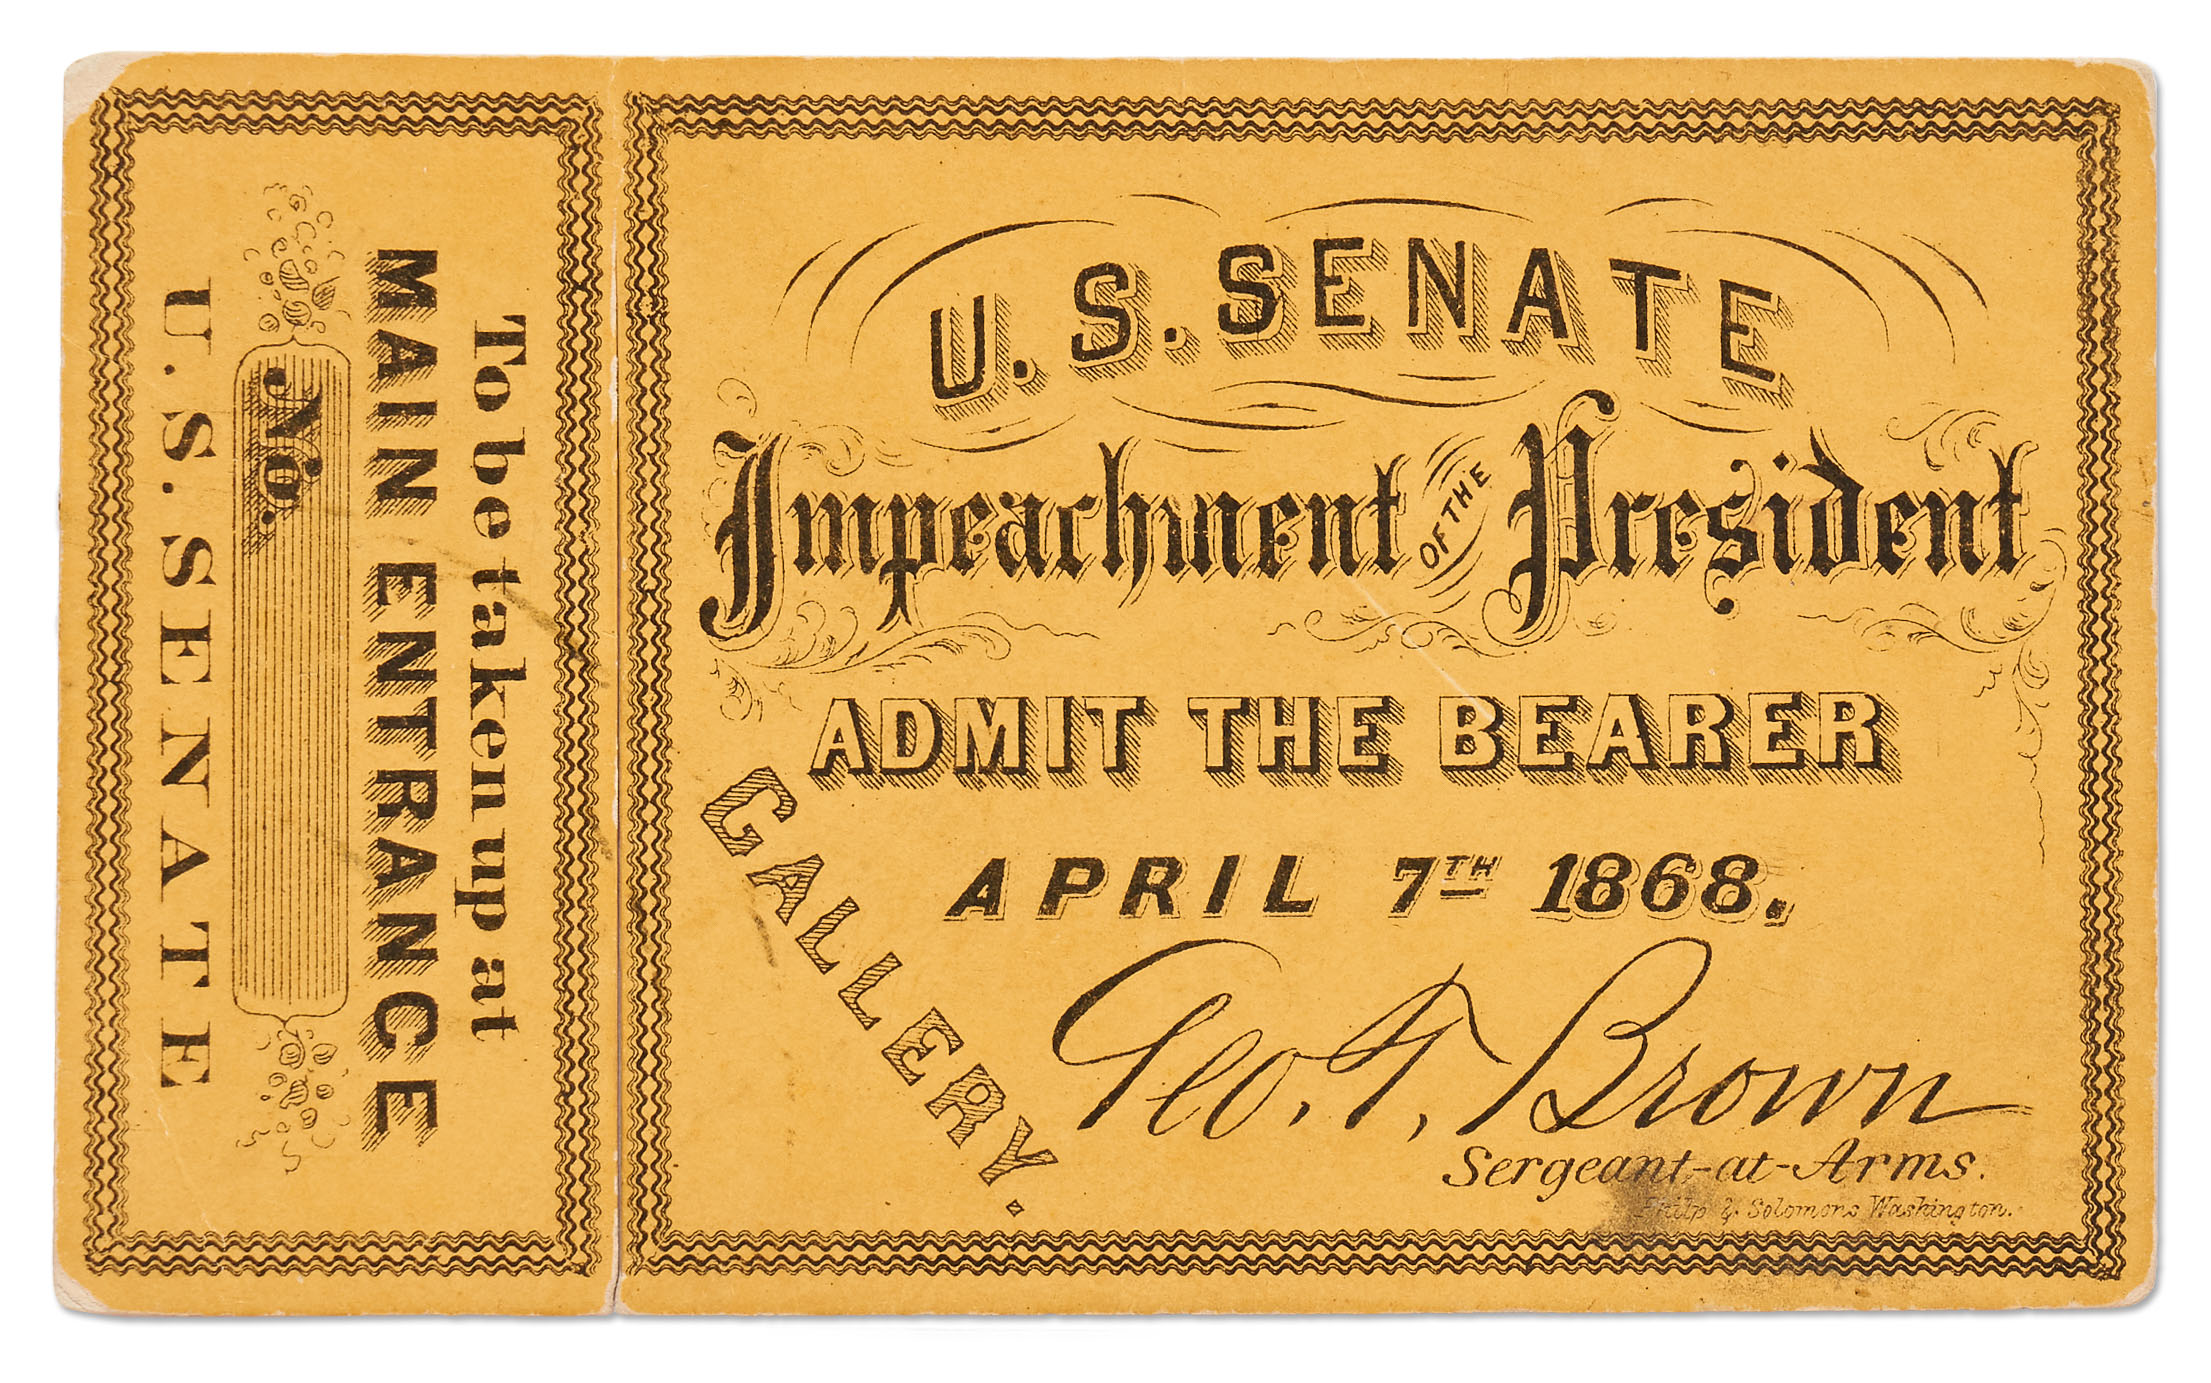 To be taken up at
MAIN ENTRANCE
No.
U.S. SENATE
U.S. SENATE
Impeachment OF THE President
ADMIT THE BEARER
GALLERY.
APRIL 7TH 1868.
Geo. T. Brown
Sergeant-at-Arms.
Philp & Solomons Washington.